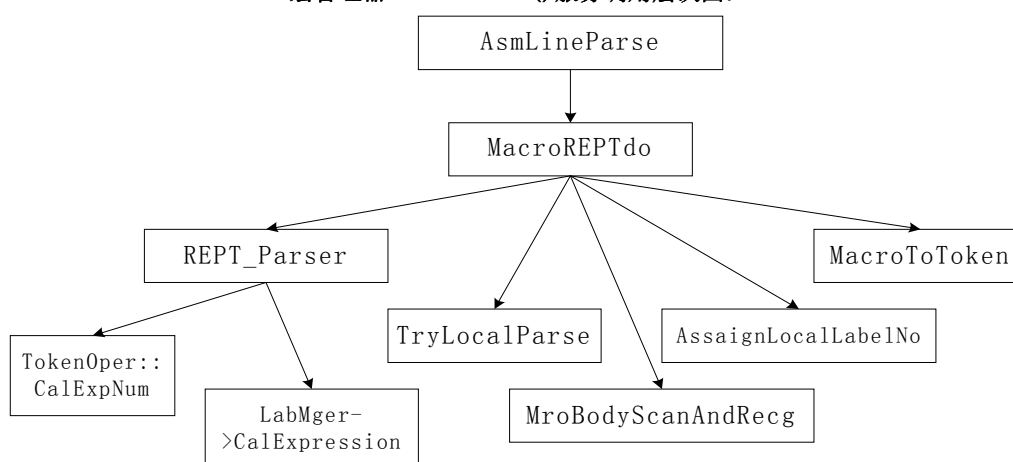 AsmLineParse
MacroREPTdo
REPT_Parser
MacroToToken
TryLocalParse
AssaignLocalLabelNo
TokenOper::
CalExpNum
LabMger-
>CalExpression
MroBodyScanAndRecg